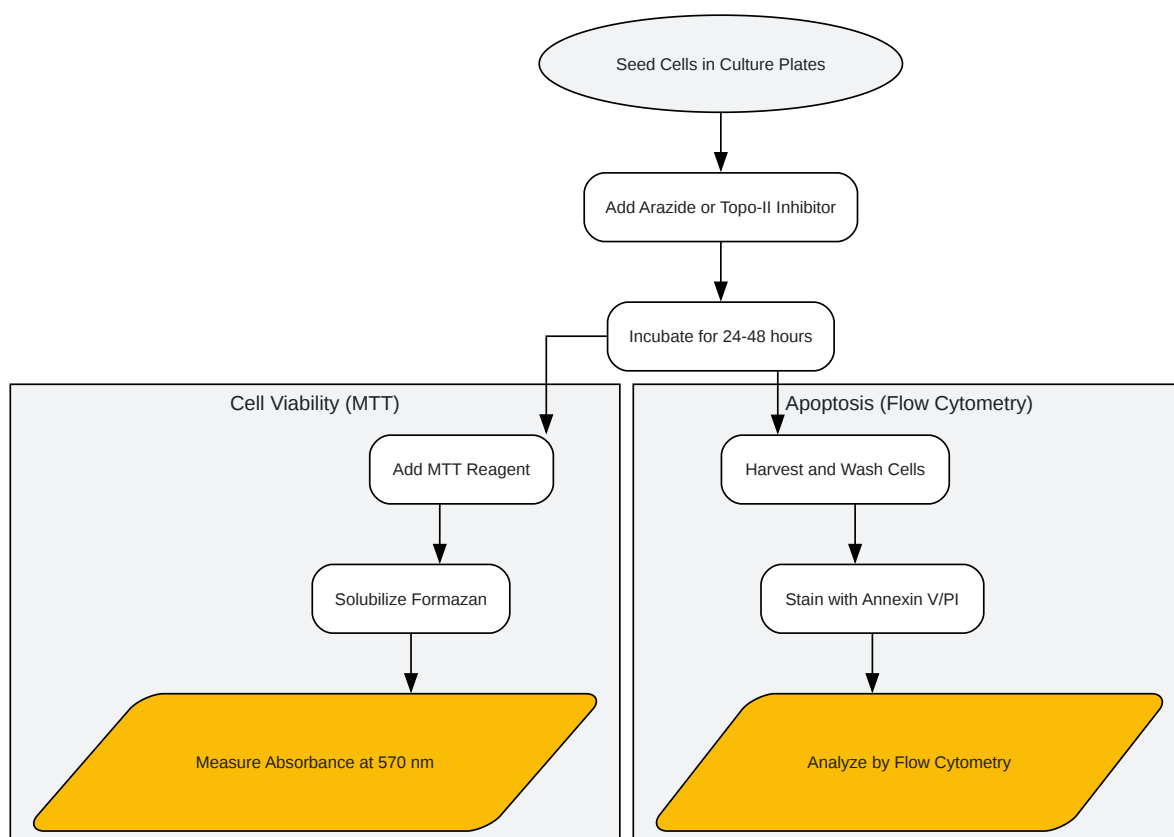 Seed Cells in Culture Plates
Add Arazide or Topo-II Inhibitor
Incubate for 24-48 hours
Cell Viability (MTT)
Add MTT Reagent
Solubilize Formazan
Measure Absorbance at 570 nm
Apoptosis (Flow Cytometry)
Harvest and Wash Cells
Stain with Annexin V/PI
Analyze by Flow Cytometry